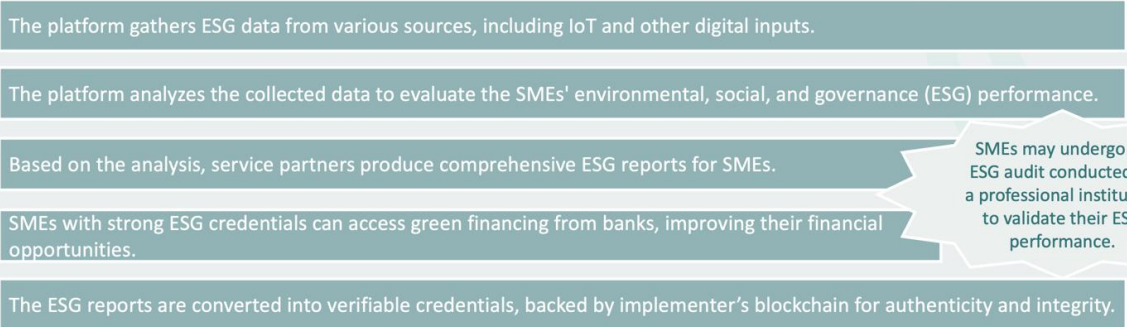 The platform gathers ESG data from various sources, including IoT and other digital inputs.
The platform analyzes the collected data to evaluate the SMEs' environmental, social, and governance (ESG) performance.
Based on the analysis, service partners produce comprehensive ESG reports for SMEs.
SMEs may undergo
ESG audit conducted
a professional
to validate their
performance.
SMEs with strong ESG credentials can access green financing from banks, improving their financial
opportunities.
The ESG reports are converted into verifiable credentials, backed by implementer’s blockchain for authenticity and integrity.